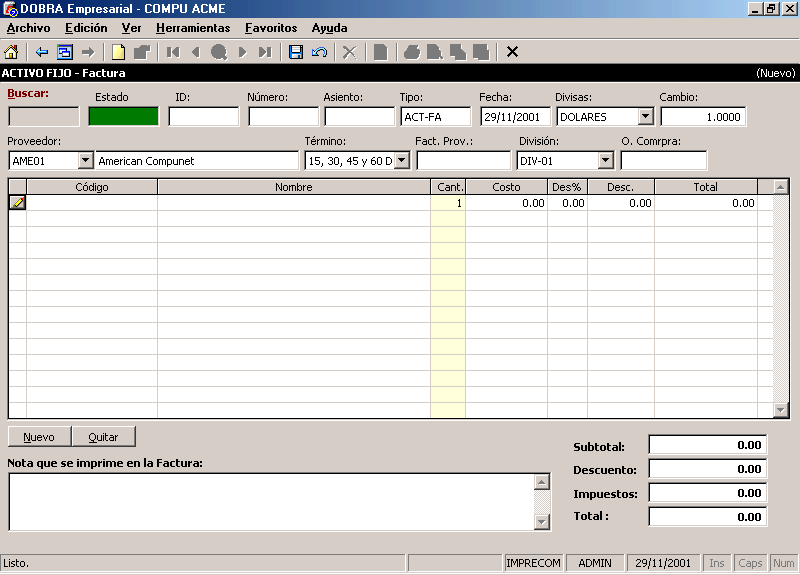 DOBRA Empresarial - COMPU ACME
Archivo Edición Ver Herramientas Favoritos Ayuda
ACTIVO FIJO - Factura (Nuevo)
Buscar: Estado ID: Número: Asiento: Tipo: Fecha: Divisas: Cambio:
ACT-FA 29/11/2001 DOLARES 1.0000
Proveedor: Término: Fact. Prov.: División: O. Comrpra:
AME01 American Compunet 15, 30, 45 y 60 D DIV-01
Código Nombre Cant. Costo Des% Desc. Total
1 0.00 0.00 0.00 0.00
Nuevo Quitar
Subtotal: 0.00
Nota que se imprime en la Factura:
Descuento: 0.00
Impuestos: 0.00
Total : 0.00
Listo. IMPRECOM ADMIN 29/11/2001 Ins Caps Num